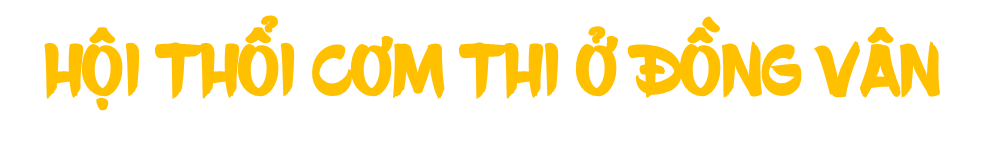 HỘI THỔI CƠM THI Ở ĐỒNG VÂN